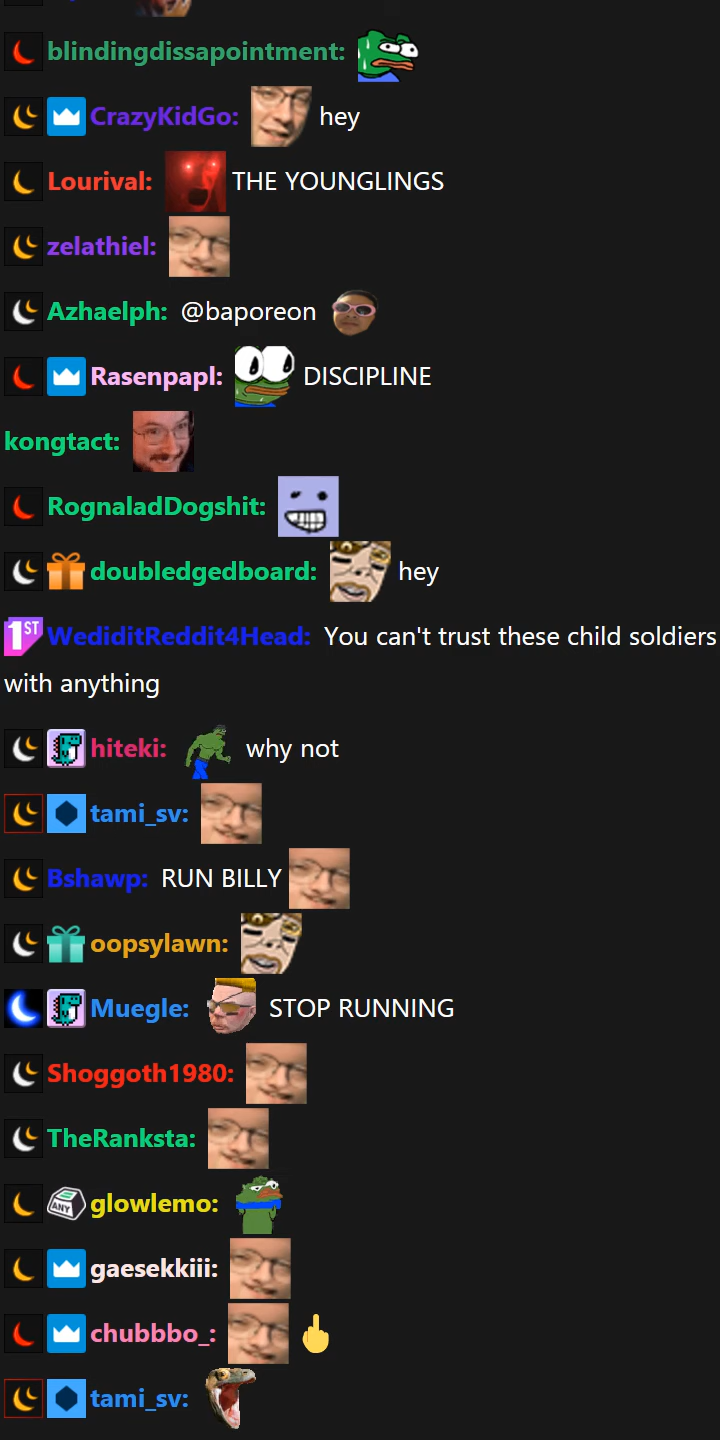 blindingdissapointment:
CrazyKidGo: hey
Lourival: THE YOUNGLINGS
zelathiel:
Azhaelph: @baporeon
Rasenpapl: DISCIPLINE
kongtact:
RognaladDogshit:
doubledgedboard: hey
1ST WediditReddit4Head: You can't trust these child soldiers
with anything
hiteki: why not
tami_sv:
Bshawp: RUN BILLY
oopsylawn:
Muegle: STOP RUNNING
Shoggoth1980:
TheRanksta:
ANY glowlemo:
gaesekkiii:
chubbbo_: 🖕
tami_sv: